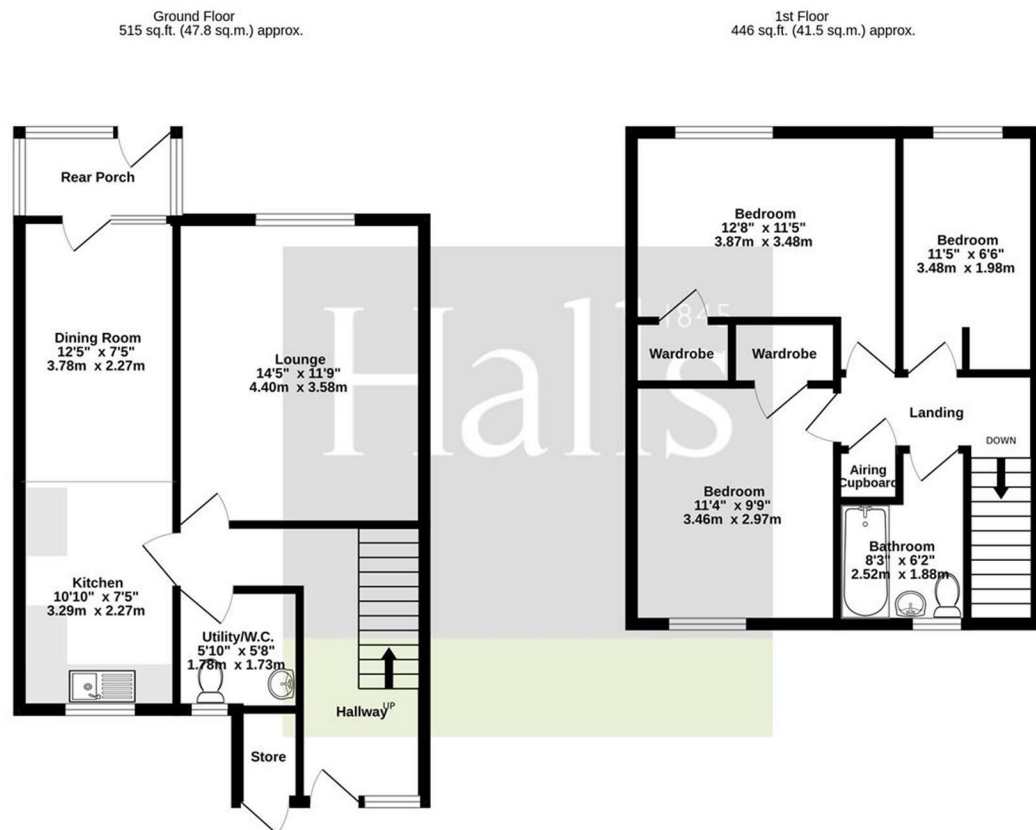 Ground Floor
515 sq.ft. (47.8 sq.m.) approx.
1st Floor
446 sq.ft. (41.5 sq.m.) approx.
Rear Porch
Dining Room
12'5" x 7'5"
3.78m x 2.27m
Lounge
14'5" x 11'9"
4.40m x 3.58m
Kitchen
10'10" x 7'5"
3.29m x 2.27m
Utility/W.C.
5'10" x 5'8"
1.78m x 1.73m
Hallway
UP
Store
Bedroom
12'8" x 11'5"
3.87m x 3.48m
Bedroom
11'5" x 6'6"
3.48m x 1.98m
Wardrobe
Wardrobe
Landing
DOWN
Airing
Cupboard
Bedroom
11'4" x 9'9"
3.46m x 2.97m
Bathroom
8'3" x 6'2"
2.52m x 1.88m
1845
Halls